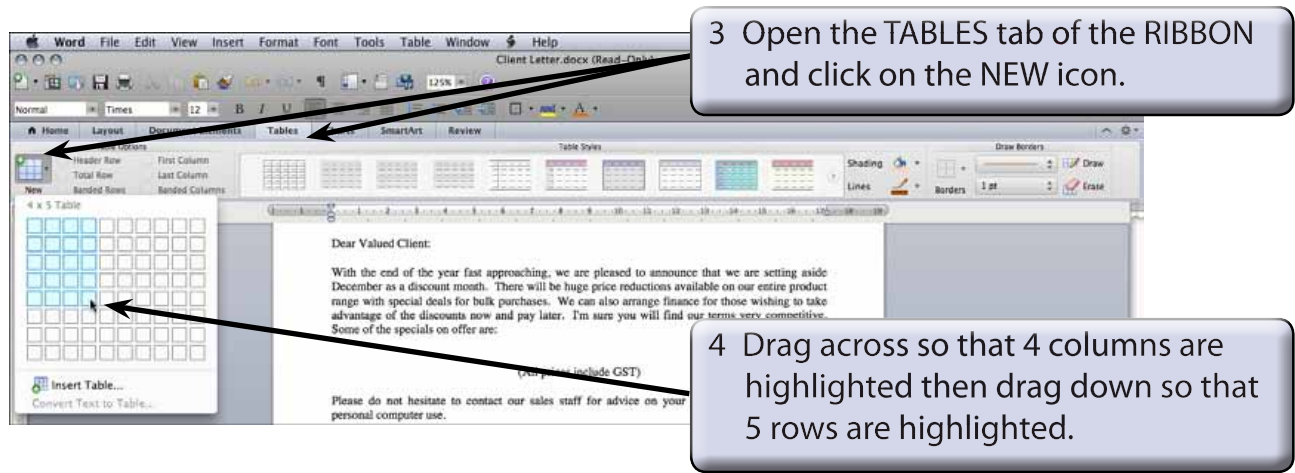 3 Open the TABLES tab of the RIBBON
and click on the NEW icon.
Word File Edit View Insert Format Font Tools Table Window Help
Client Letter.docx (Read-Only)
125%
Normal Times 12 B I U
Home Layout Document Elements Tables SmartArt Review
Options Table Styles Draw Borders
Header Row First Column
Total Row Last Column Shading Draw
New Banded Rows Banded Columns Lines Borders 1 pt Erase
4 x 5 Table
Dear Valued Client:
With the end of the year fast approaching, we are pleased to announce that we are setting aside
December as a discount month. There will be huge price reductions available on our entire product
range with special deals for bulk purchases. We can also arrange finance for those wishing to take
advantage of the discounts now and pay later. I'm sure you will find our terms very competitive.
Some of the specials on offer are:
(All prices include GST)
Insert Table...
Convert Text to Table...
Please do not hesitate to contact our sales staff for advice on your
personal computer use.
4 Drag across so that 4 columns are
highlighted then drag down so that
5 rows are highlighted.